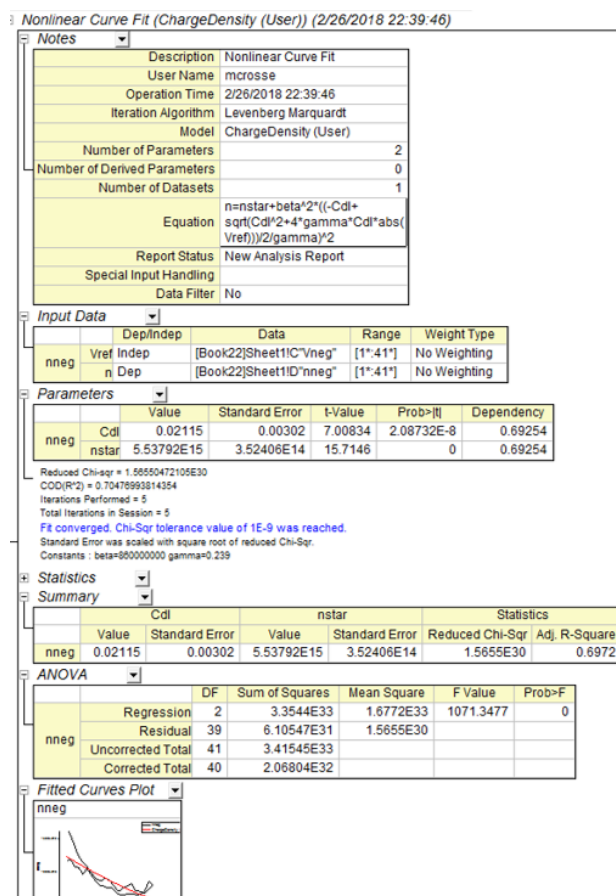 Nonlinear Curve Fit (ChargeDensity (User)) (2/26/2018 22:39:46)
Notes
Description Nonlinear Curve Fit
User Name mcrosse
Operation Time 2/26/2018 22:39:46
Iteration Algorithm Levenberg Marquardt
Model ChargeDensity (User)
Number of Parameters 2
Number of Derived Parameters 0
Number of Datasets 1
Equation n=nstar+beta^2*((-Cdl+
sqrt(Cdl^2+4*gamma*Cdl*abs(
Vref)))/2/gamma)^2
Report Status New Analysis Report
Special Input Handling
Data Filter No
Input Data
Dep/Indep Data Range Weight Type
nneg Vref Indep [Book22]Sheet1!C"Vneg" [1*:41*] No Weighting
n Dep [Book22]Sheet1!D"nneg" [1*:41*] No Weighting
Parameters
Value Standard Error t-Value Prob>|t| Dependency
nneg Cdl 0.02115 0.00302 7.00834 2.08732E-8 0.69254
nstar 5.53792E15 3.52406E14 15.7146 0 0.69254
Reduced Chi-sqr = 1.56550472105E30
COD(R^2) = 0.70476993814354
Iterations Performed = 5
Total Iterations in Session = 5
Fit converged. Chi-Sqr tolerance value of 1E-9 was reached.
Standard Error was scaled with square root of reduced Chi-Sqr.
Constants : beta=860000000 gamma=0.239
Statistics
Summary
Cdl nstar Statistics
Value Standard Error Value Standard Error Reduced Chi-Sqr Adj. R-Square
nneg 0.02115 0.00302 5.53792E15 3.52406E14 1.5655E30 0.6972
ANOVA
DF Sum of Squares Mean Square F Value Prob>F
nneg Regression 2 3.3544E33 1.6772E33 1071.3477 0
Residual 39 6.10547E31 1.5655E30
Uncorrected Total 41 3.41545E33
Corrected Total 40 2.06804E32
Fitted Curves Plot
nneg